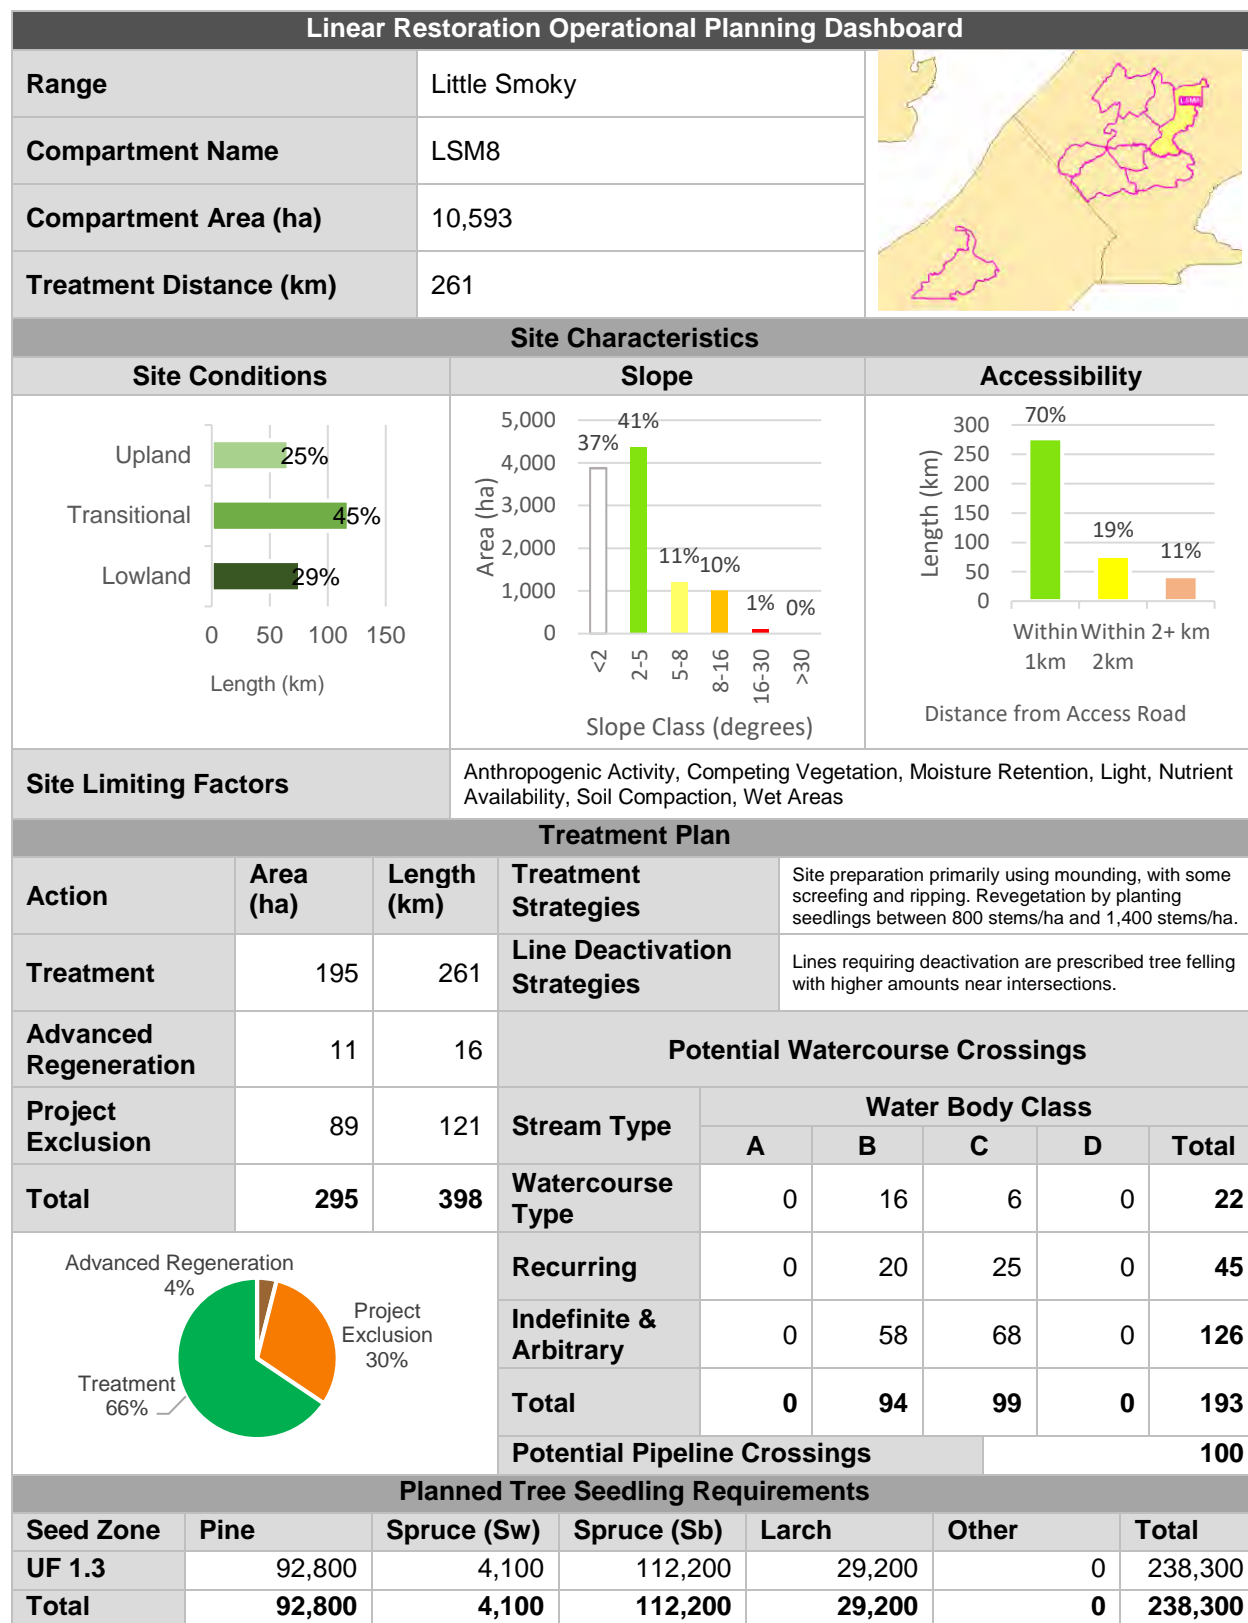 Linear Restoration Operational Planning Dashboard
Range Little Smoky
LSM8
Compartment Name LSM8
Compartment Area (ha) 10,593
Treatment Distance (km) 261
Site Characteristics
Site Conditions Slope Accessibility
Upland 25%
Transitional 45%
Lowland 29%
0 50 100 150
Length (km)
5,000
4,000
3,000
2,000
1,000
0
Area (ha)
37% 41% 11% 10% 1% 0%
<2 2-5 5-8 8-16 16-30 >30
Slope Class (degrees)
300
250
200
150
100
50
0
Length (km)
70% 19% 11%
Within 1km Within 2km 2+ km
Distance from Access Road
Site Limiting Factors
Anthropogenic Activity, Competing Vegetation, Moisture Retention, Light, Nutrient
Availability, Soil Compaction, Wet Areas
Treatment Plan
Action Area (ha) Length (km)
Treatment 195 261
Advanced Regeneration 11 16
Project Exclusion 89 121
Total 295 398
Treatment Strategies
Site preparation primarily using mounding, with some
screefing and ripping. Revegetation by planting
seedlings between 800 stems/ha and 1,400 stems/ha.
Line Deactivation Strategies
Lines requiring deactivation are prescribed tree felling
with higher amounts near intersections.
Potential Watercourse Crossings
Stream Type Water Body Class
A B C D Total
Watercourse Type 0 16 6 0 22
Recurring 0 20 25 0 45
Indefinite & Arbitrary 0 58 68 0 126
Total 0 94 99 0 193
Potential Pipeline Crossings 100
Advanced Regeneration
4%
Project
Exclusion
30%
Treatment
66%
Planned Tree Seedling Requirements
Seed Zone Pine Spruce (Sw) Spruce (Sb) Larch Other Total
UF 1.3 92,800 4,100 112,200 29,200 0 238,300
Total 92,800 4,100 112,200 29,200 0 238,300